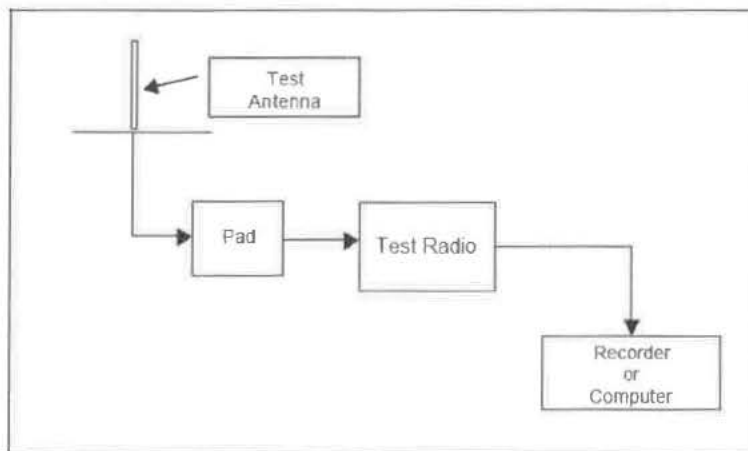 Test
Antenna
Pad
Test Radio
Recorder
or
Computer